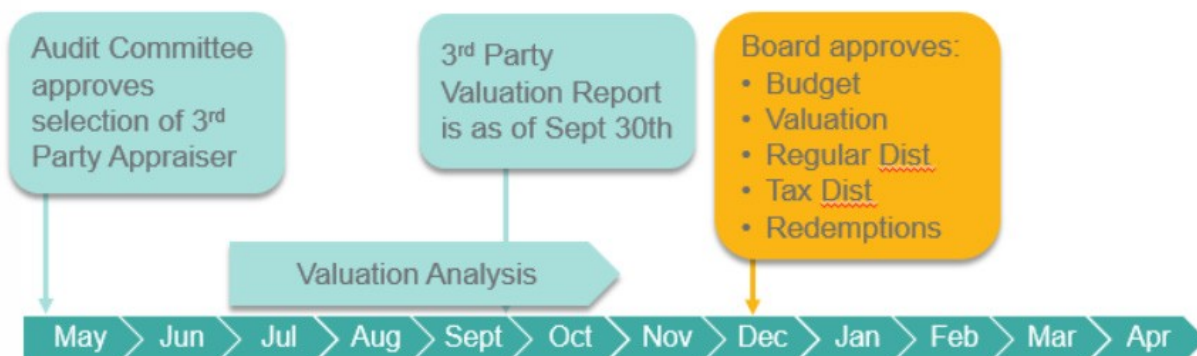 Audit Committee
approves
selection of 3rd
Party Appraiser
3rd Party
Valuation Report
is as of Sept 30th
Board approves:
• Budget
• Valuation
• Regular Dist
• Tax Dist
• Redemptions
Valuation Analysis
May Jun Jul Aug Sept Oct Nov Dec Jan Feb Mar Apr